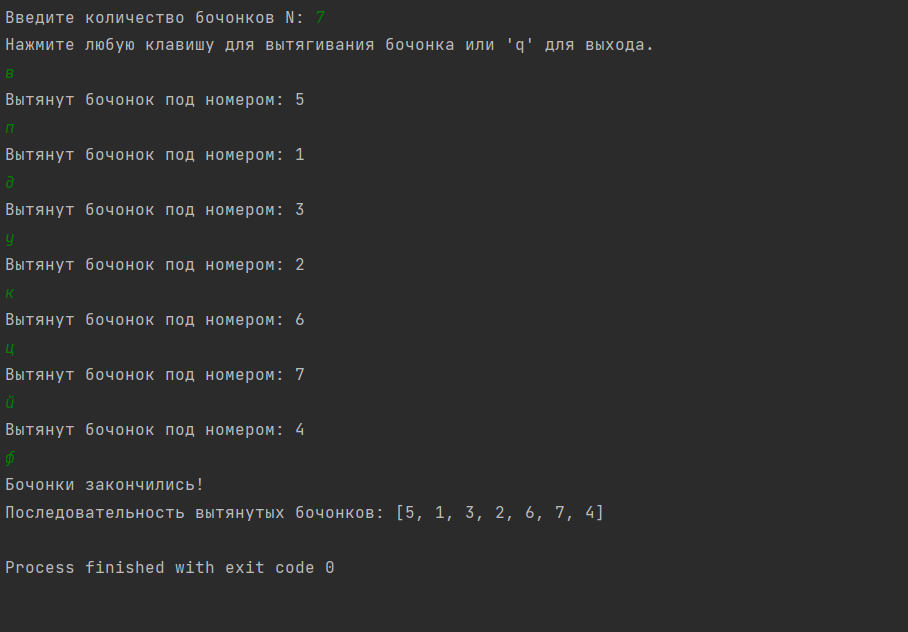 Введите количество бочонков N: 7
Нажмите любую клавишу для вытягивания бочонка или 'q' для выхода.
в
Вытянут бочонок под номером: 5
п
Вытянут бочонок под номером: 1
д
Вытянут бочонок под номером: 3
у
Вытянут бочонок под номером: 2
к
Вытянут бочонок под номером: 6
ц
Вытянут бочонок под номером: 7
й
Вытянут бочонок под номером: 4
ф
Бочонки закончились!
Последовательность вытянутых бочонков: [5, 1, 3, 2, 6, 7, 4]
Process finished with exit code 0